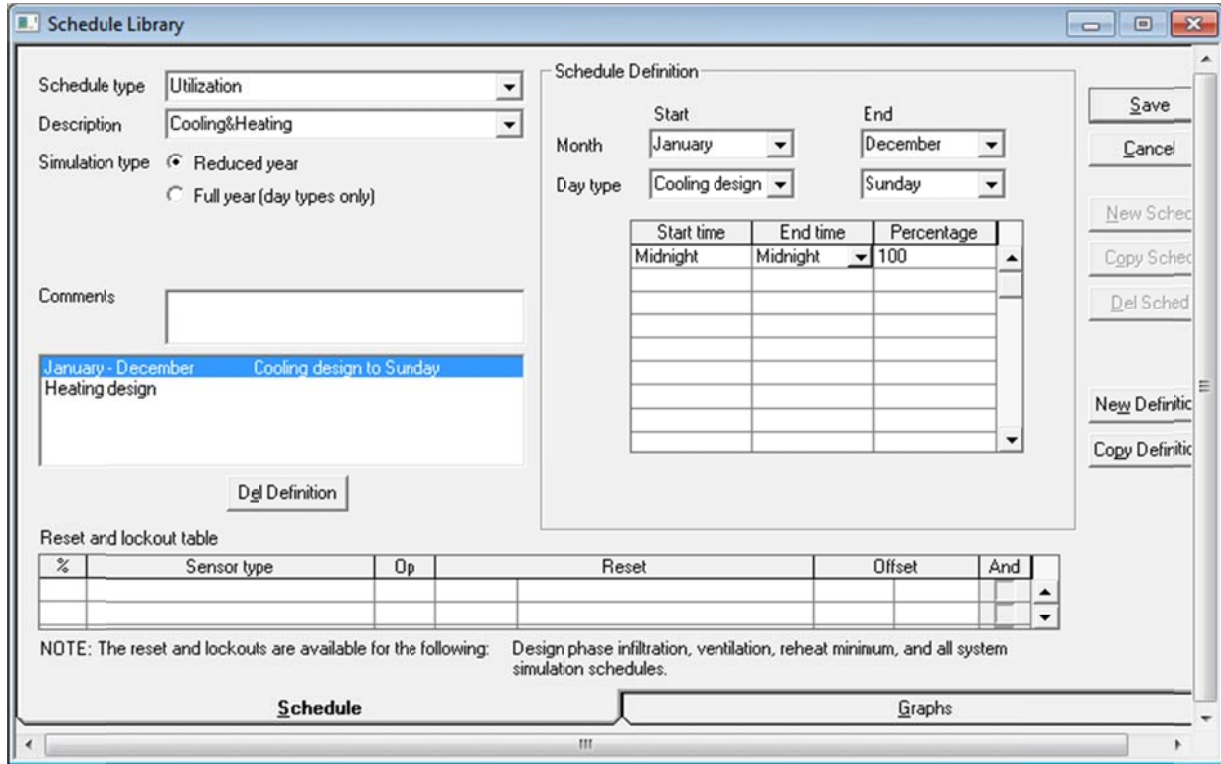 Schedule Library
Schedule type Utilization
Description Cooling&Heating
Simulation type Reduced year
Full year (day types only)
Comments
January - December Cooling design to Sunday
Heating design
Del Definition
Schedule Definition
Start End
Month January December
Day type Cooling design Sunday
Start time End time Percentage
Midnight Midnight 100
Save
Cancel
New Sched
Copy Sched
Del Sched
New Definitic
Copy Definitic
Reset and lockout table
% Sensor type Op Reset Offset And
NOTE: The reset and lockouts are available for the following: Design phase infiltration, ventilation, reheat minimum, and all system
simulaton schedules.
Schedule Graphs